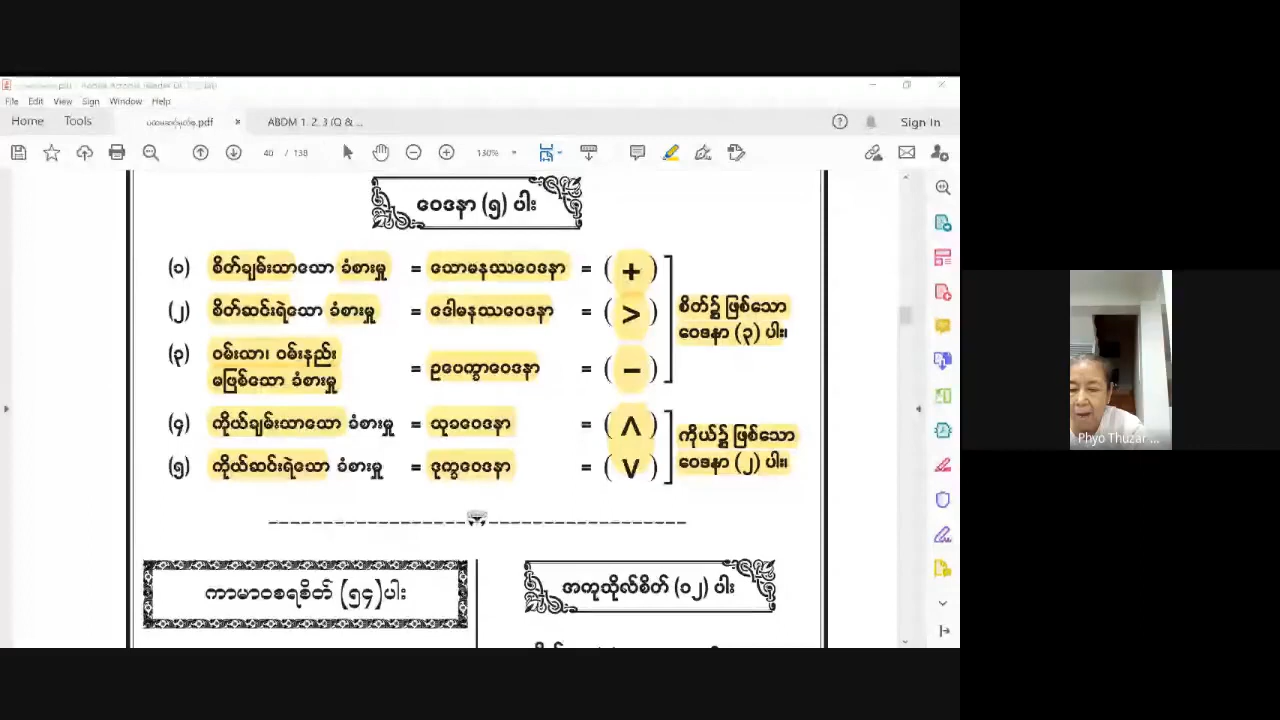 File Edit View Sign Window Help
Home Tools ABDM 1. 2. 3 (Q & ... Sign In
40 / 138 130%
ဝေဒနာ (၅) ပါး
(၁) စိတ်ချမ်းသာသော ခံစားမှု = သောမနဿဝေဒနာ = ( + )
(၂) စိတ်ဆင်းရဲသော ခံစားမှု = ဒေါမနဿဝေဒနာ = ( > )
စိတ်၌ ဖြစ်သော
ဝေဒနာ (၃) ပါး။
(၃) ဝမ်းသာ၊ ဝမ်းနည်း
မဖြစ်သော ခံစားမှု = ဥပေက္ခာဝေဒနာ = ( – )
(၄) ကိုယ်ချမ်းသာသော ခံစားမှု = သုခဝေဒနာ = ( Λ )
(၅) ကိုယ်ဆင်းရဲသော ခံစားမှု = ဒုက္ခဝေဒနာ = ( V )
ကိုယ်၌ ဖြစ်သော
ဝေဒနာ (၂) ပါး။
ကာမာဝစရစိတ် (၅၄)ပါး
အကုသိုလ်စိတ် (၁၂) ပါး
Phyo Thuzar ...